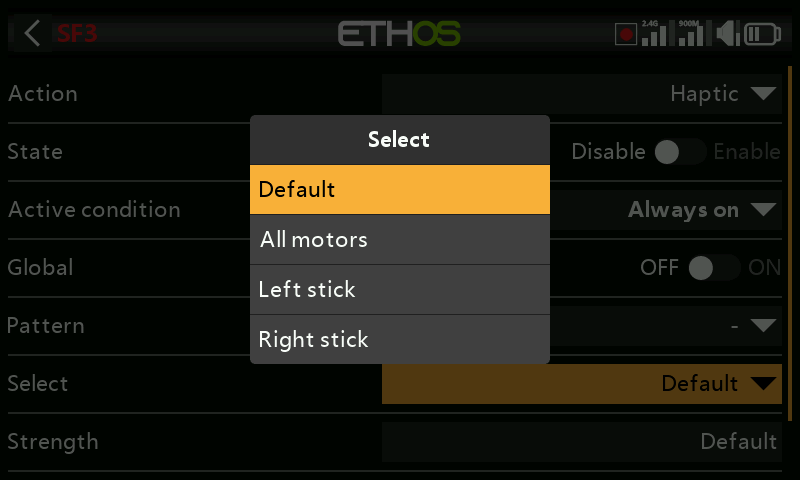 SF3
ETHOS
2.4G
900M
Action
Haptic
State
Disable
Enable
Active condition
Always on
Global
OFF
ON
Pattern
-
Select
Default
Strength
Default
Select
Default
All motors
Left stick
Right stick